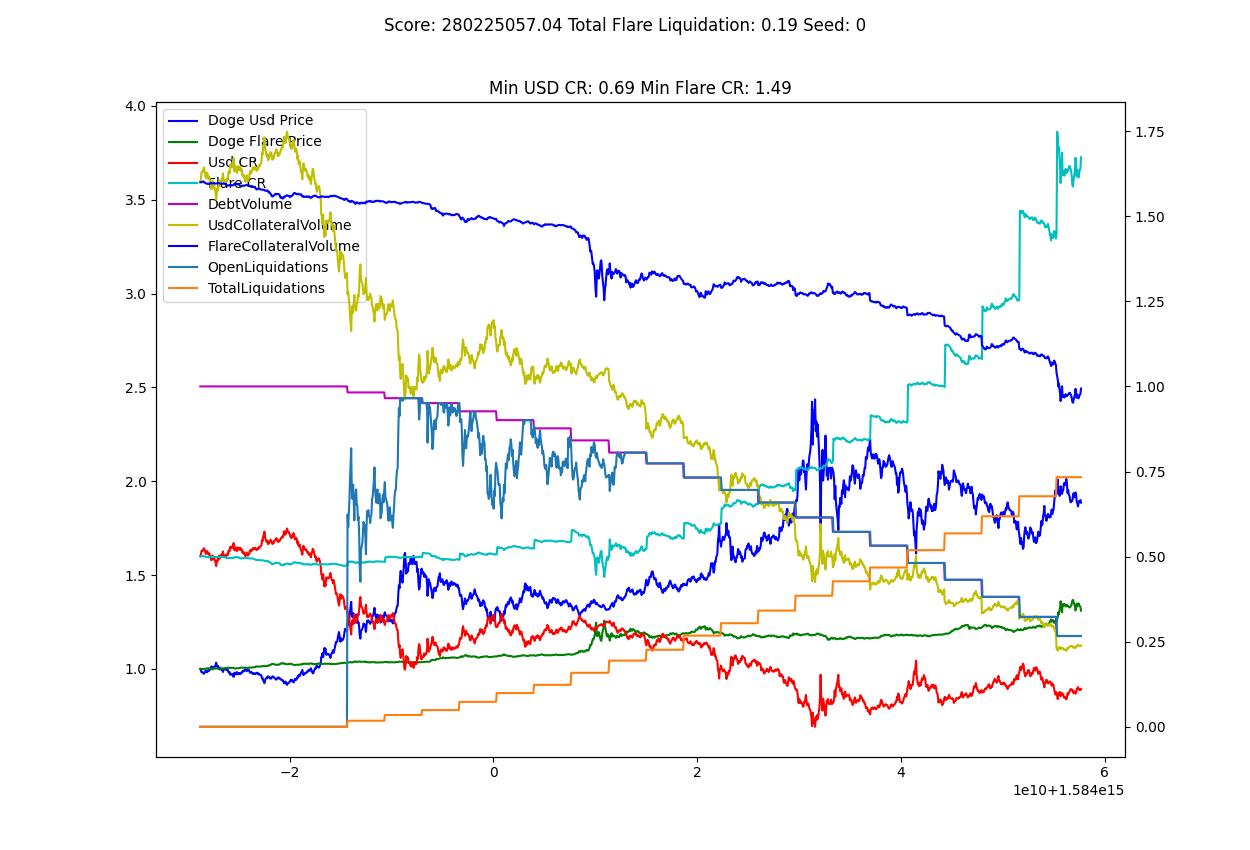 Score: 280225057.04 Total Flare Liquidation: 0.19 Seed: 0
Min USD CR: 0.69 Min Flare CR: 1.49
4.0
3.5
3.0
2.5
2.0
1.5
1.0
Doge Usd Price
Doge Flare Price
Usd CR
Flare CR
DebtVolume
UsdCollateralVolume
FlareCollateralVolume
OpenLiquidations
TotalLiquidations
1.75
1.50
1.25
1.00
0.75
0.50
0.25
0.00
−2 0 2 4 6
1e10+1.584e15